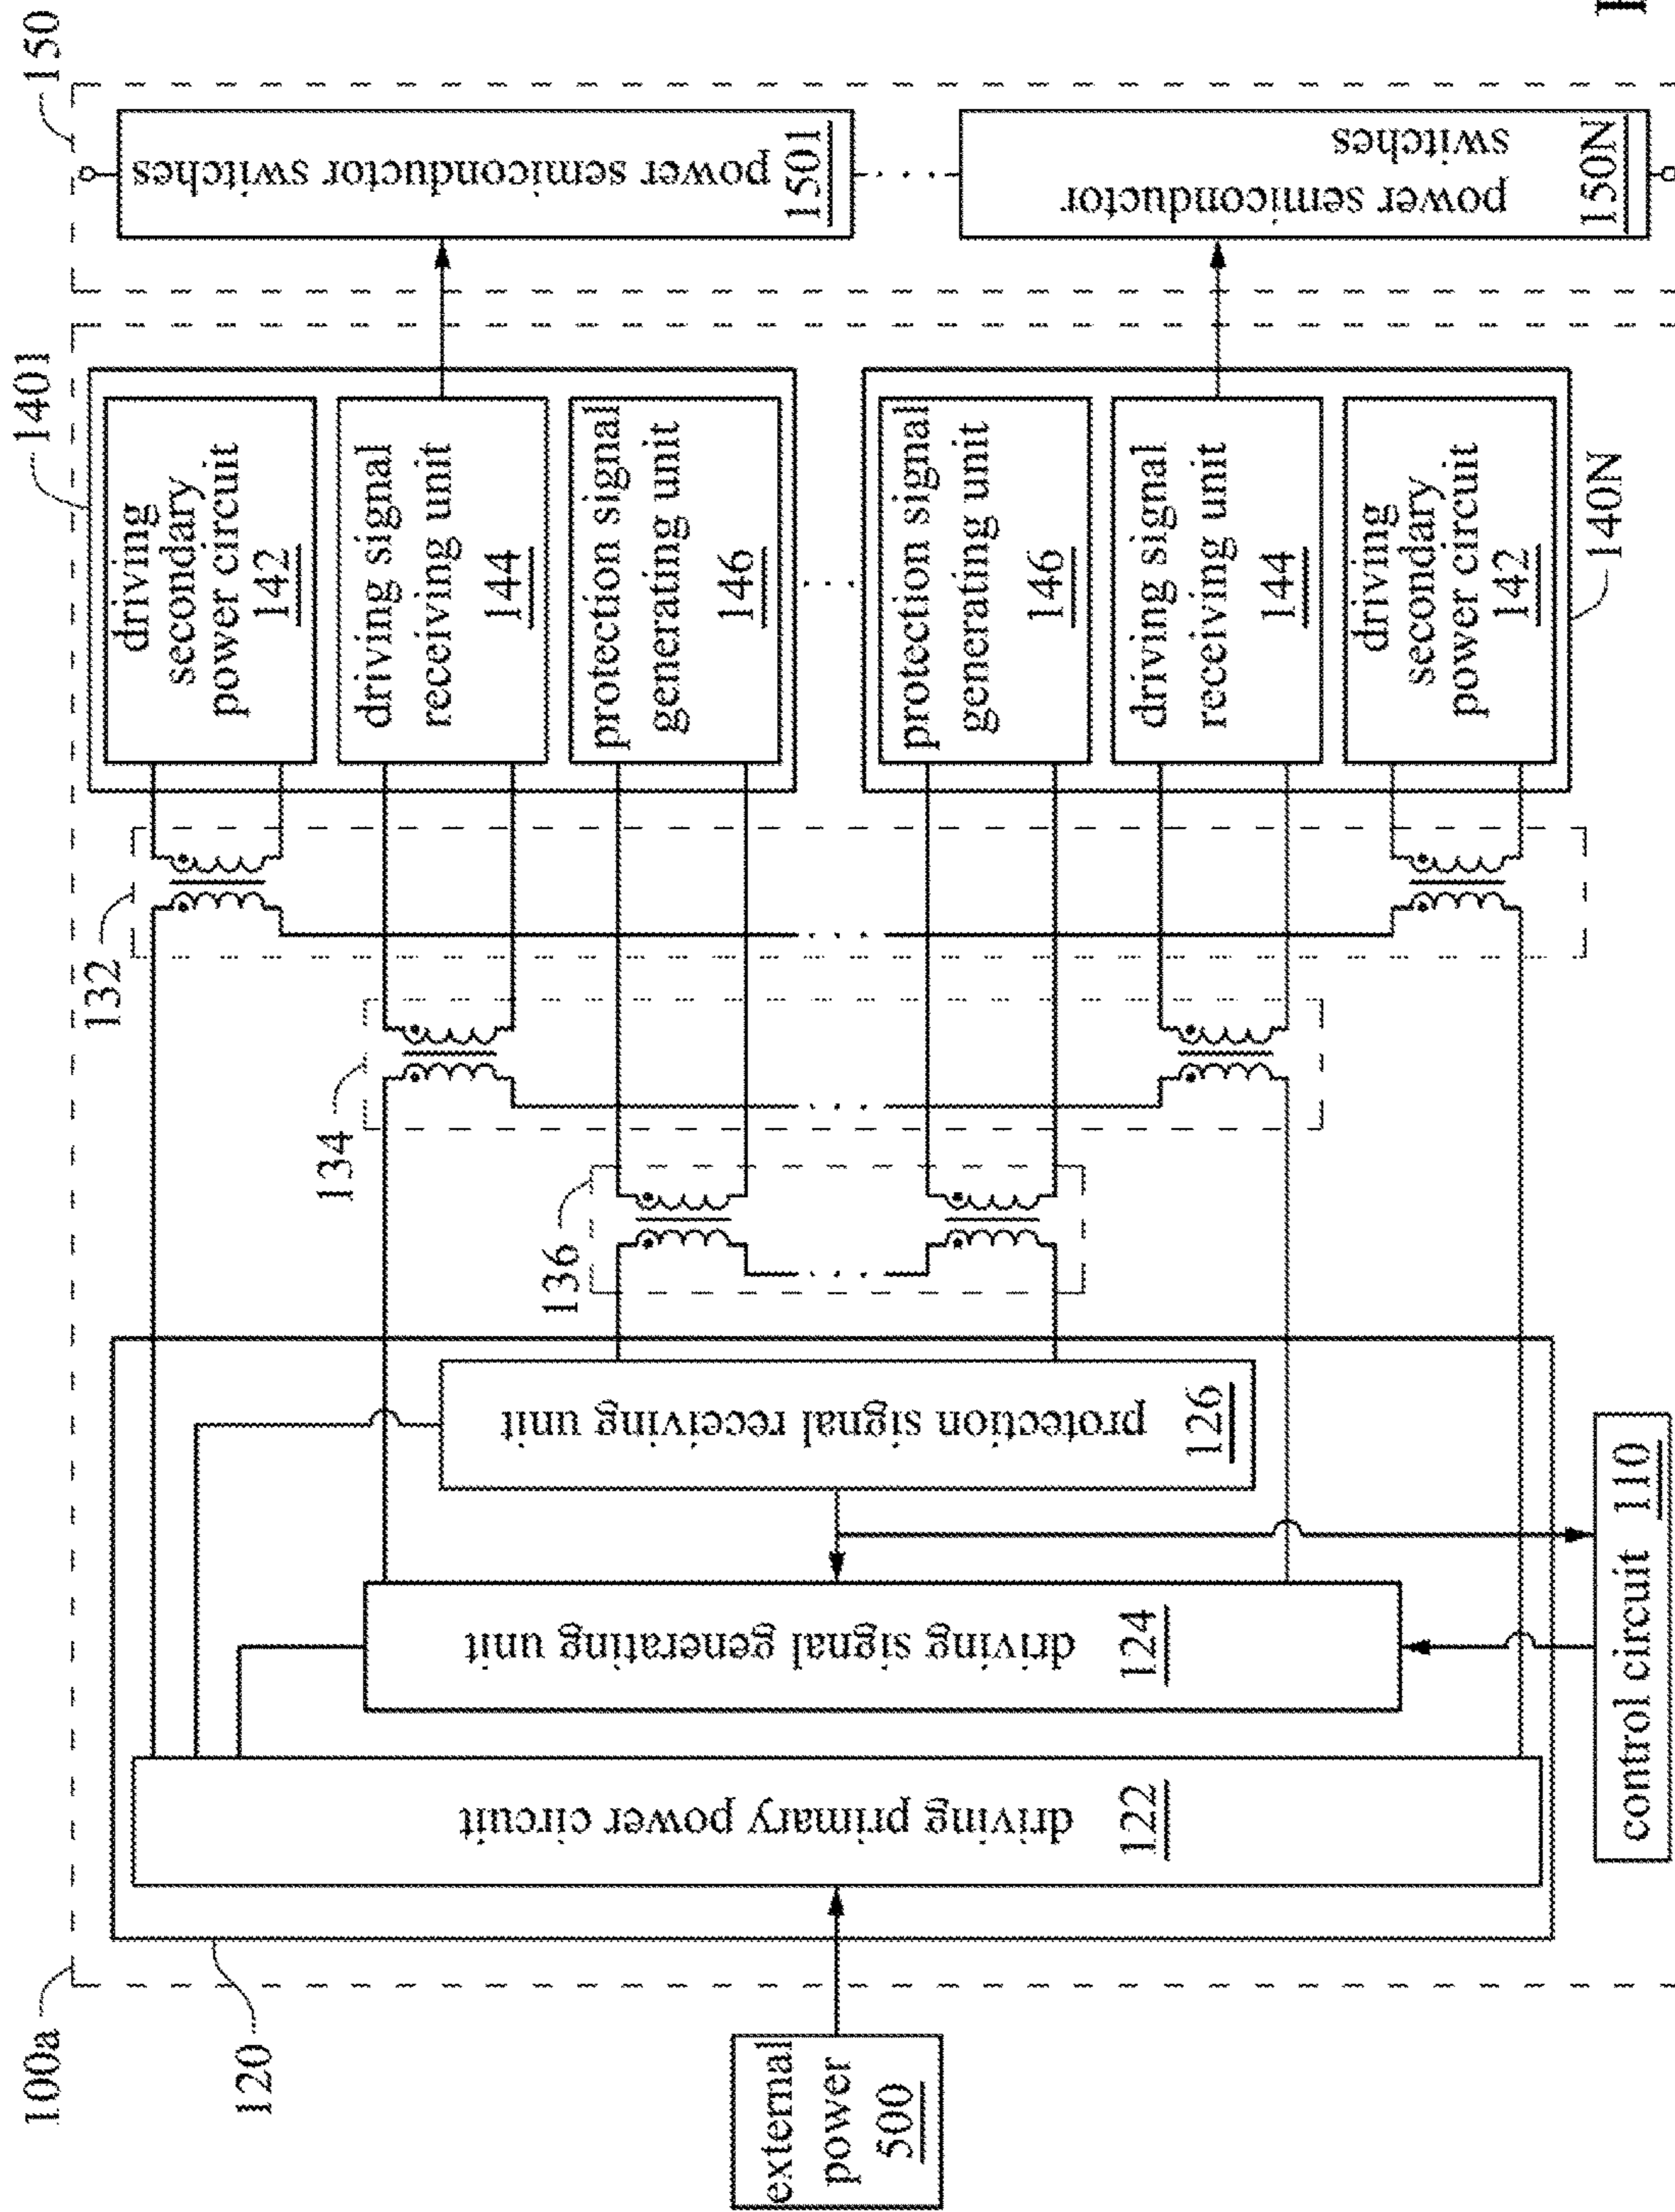 100a
120
external
power
500
driving primary power circuit
122
driving signal generating unit
124
protection signal receiving unit
126
control circuit 110
136
134
132
1401
driving
secondary
power circuit
142
driving signal
receiving unit
144
protection signal
generating unit
146
protection signal
generating unit
146
driving signal
receiving unit
144
driving
secondary
power circuit
142
140N
150
power semiconductor switches
1501
power semiconductor
switches
150N